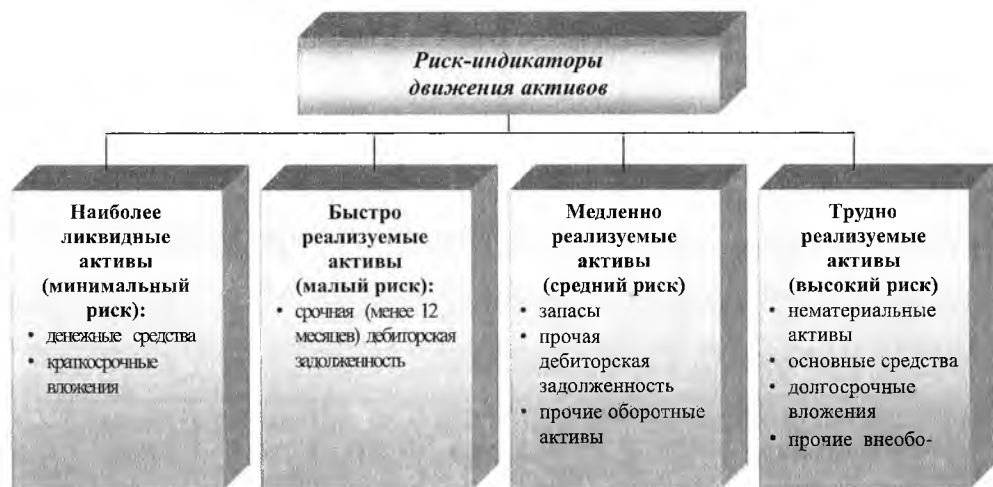 Риск-индикаторы
движения активов
Наиболее
ликвидные
активы
(минимальный
риск):
• денежные средства
• краткосрочные
вложения
Быстро
реализуемые
активы
(малый риск):
• срочная (менее 12
месяцев) дебиторская
задолженность
Медленно
реализуемые
активы
(средний риск)
• запасы
• прочая
дебиторская
задолженность
• прочие оборотные
активы
Трудно
реализуемые
активы
(высокий риск)
• нематериальные
активы
• основные средства
• долгосрочные
вложения
• прочие внеобо-